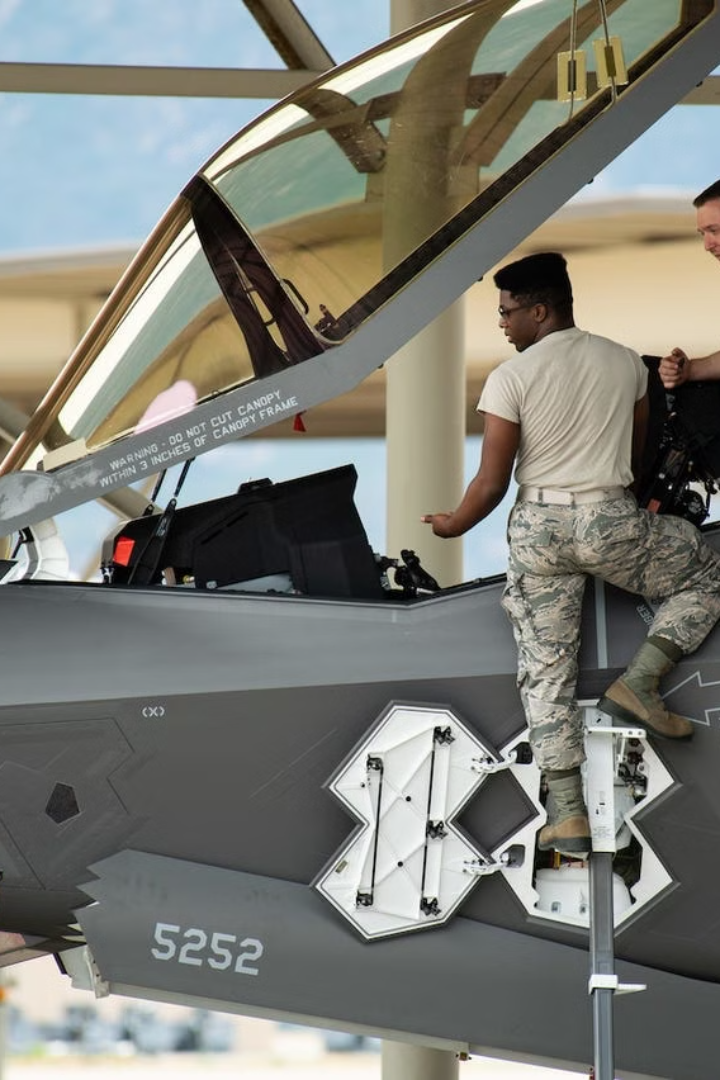 WARNING - DO NOT CUT CANOPY
WITHIN 3 INCHES OF CANOPY FRAME
(X)
5252